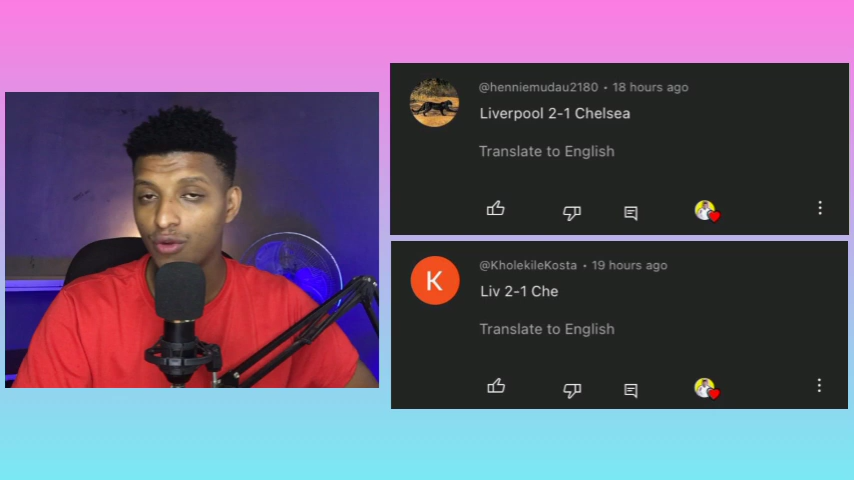 @henniemudau2180 • 18 hours ago
Liverpool 2-1 Chelsea
Translate to English
K
@KholekileKosta • 19 hours ago
Liv 2-1 Che
Translate to English